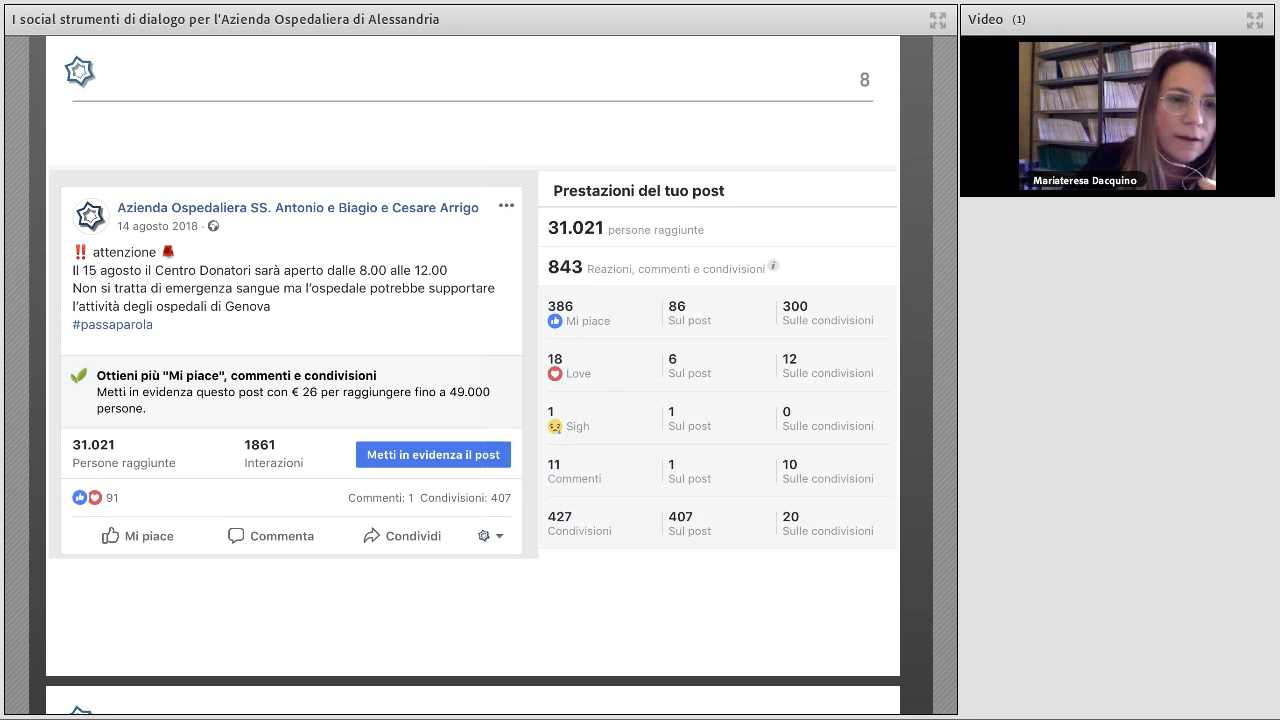 I social strumenti di dialogo per l'Azienda Ospedaliera di Alessandria
Video (1)
Mariateresa Dacquino
8
Azienda Ospedaliera SS. Antonio e Biagio e Cesare Arrigo
14 agosto 2018 ·
‼️ attenzione
Il 15 agosto il Centro Donatori sarà aperto dalle 8.00 alle 12.00
Non si tratta di emergenza sangue ma l'ospedale potrebbe supportare
l'attività degli ospedali di Genova
#passaparola
Ottieni più "Mi piace", commenti e condivisioni
Metti in evidenza questo post con € 26 per raggiungere fino a 49.000
persone.
31.021 1861
Persone raggiunte Interazioni
Metti in evidenza il post
91 Commenti: 1 Condivisioni: 407
Mi piace Commenta Condividi
Prestazioni del tuo post
31.021 persone raggiunte
843 Reazioni, commenti e condivisioni i
386 86 300
Mi piace Sul post Sulle condivisioni
18 6 12
Love Sul post Sulle condivisioni
1 1 0
Sigh Sul post Sulle condivisioni
11 1 10
Commenti Sul post Sulle condivisioni
427 407 20
Condivisioni Sul post Sulle condivisioni